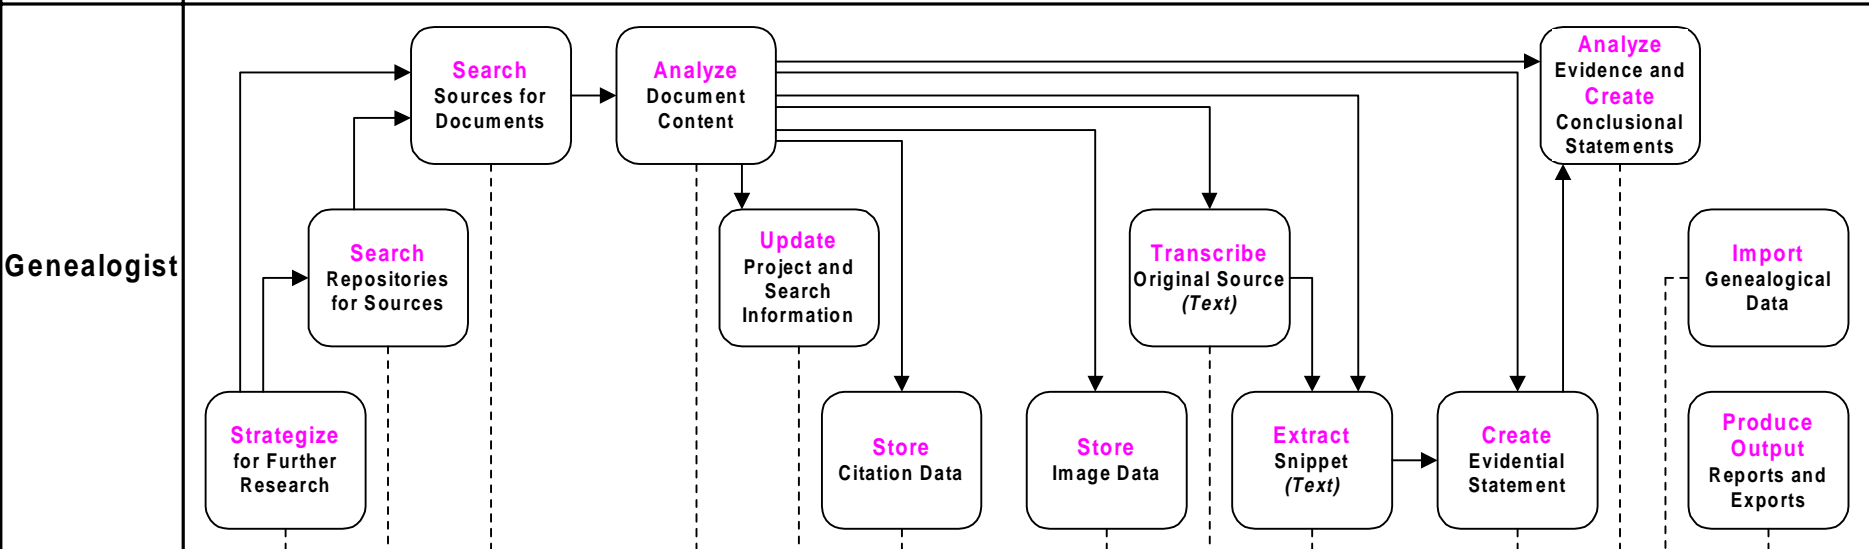 Genealogist
Search
Sources for
Documents
Analyze
Document
Content
Analyze
Evidence and
Create
Conclusional
Statements
Search
Repositories
for Sources
Update
Project and
Search
Information
Transcribe
Original Source
(Text)
Import
Genealogical
Data
Strategize
for Further
Research
Store
Citation Data
Store
Image Data
Extract
Snippet
(Text)
Create
Evidential
Statement
Produce
Output
Reports and
Exports